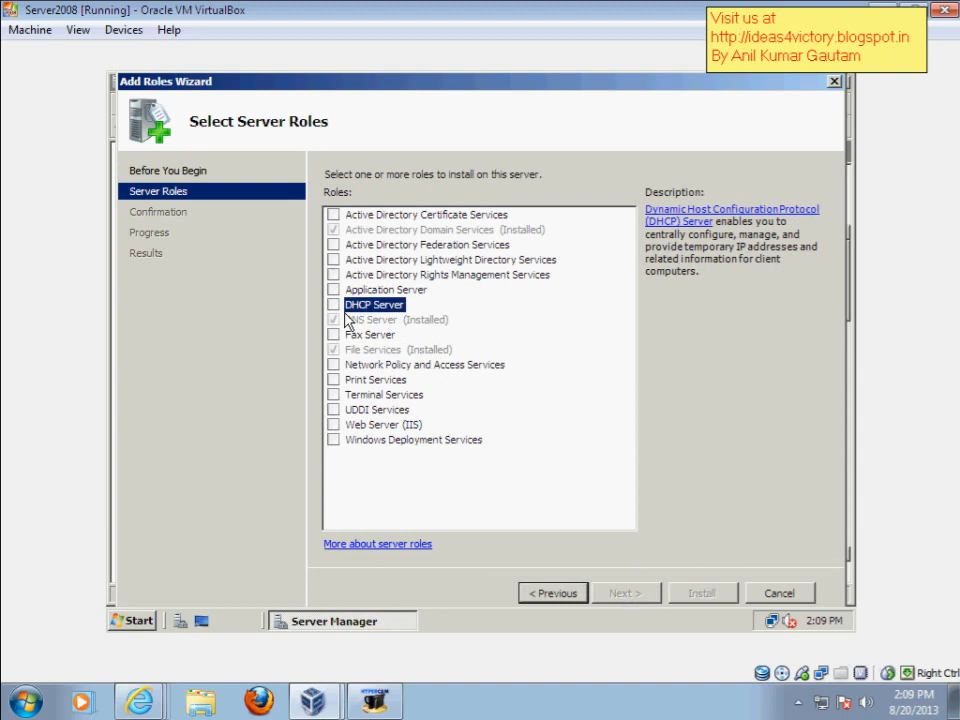 Server2008 [Running] - Oracle VM VirtualBox
Machine View Devices Help
Visit us at
http://ideas4victory.blogspot.in
By Anil Kumar Gautam
Add Roles Wizard
Select Server Roles
Before You Begin
Server Roles
Confirmation
Progress
Results
Select one or more roles to install on this server.
Roles:
Active Directory Certificate Services
Active Directory Domain Services (Installed)
Active Directory Federation Services
Active Directory Lightweight Directory Services
Active Directory Rights Management Services
Application Server
DHCP Server
NS Server (Installed)
Fax Server
File Services (Installed)
Network Policy and Access Services
Print Services
Terminal Services
UDDI Services
Web Server (IIS)
Windows Deployment Services
More about server roles
Description:
Dynamic Host Configuration Protocol
(DHCP) Server enables you to
centrally configure, manage, and
provide temporary IP addresses and
related information for client
computers.
< Previous Next > Install Cancel
Start Server Manager 2:09 PM
Right Ctrl
HYPERCAM
2:09 PM
8/20/2013